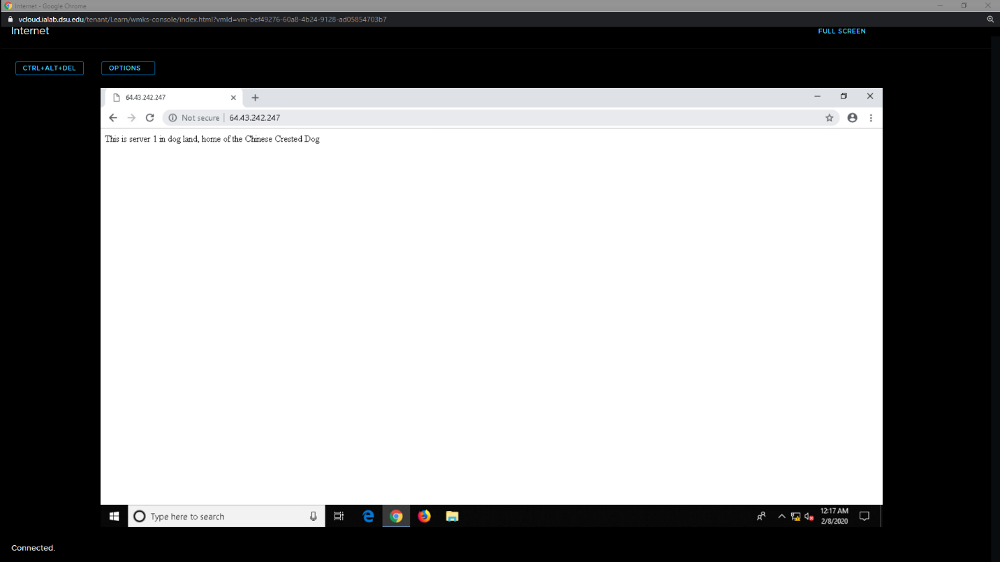 Internet - Google Chrome
vcloud.ialab.dsu.edu/tenant/Learn/wmks-console/index.html?vmId=vm-bef49276-60a8-4b24-9128-ad05854703b7
Internet
FULL SCREEN
CTRL+ALT+DEL
OPTIONS
64.43.242.247
Not secure
64.43.242.247
This is server 1 in dog land, home of the Chinese Crested Dog
Type here to search
12:17 AM
2/8/2020
Connected.